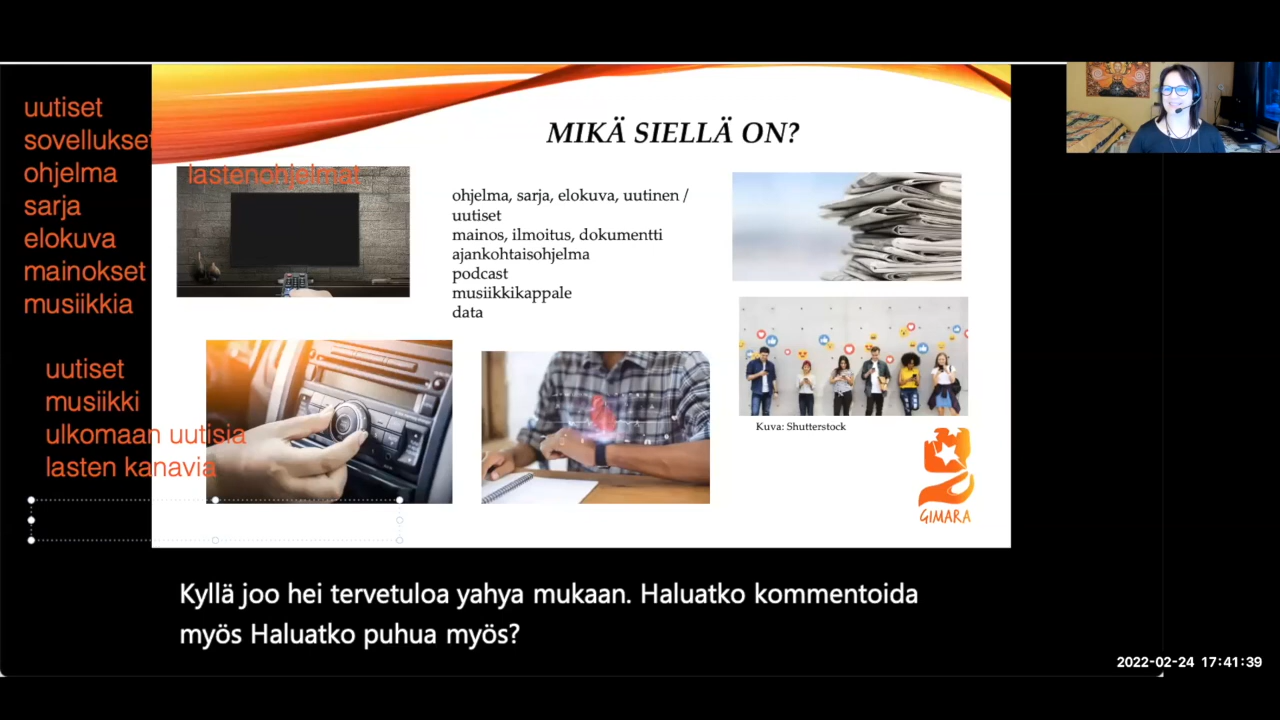 uutiset
sovellukset
ohjelma
sarja
elokuva
mainokset
musiikkia
uutiset
musiikki
ulkomaan uutisia
lasten kanavia
lastenohjelmat
MIKÄ SIELLÄ ON?
ohjelma, sarja, elokuva, uutinen /
uutiset
mainos, ilmoitus, dokumentti
ajankohtaisohjelma
podcast
musiikkikappale
data
Kuva: Shutterstock
GIMARA
Kyllä joo hei tervetuloa yahya mukaan. Haluatko kommentoida
myös Haluatko puhua myös?
2022-02-24 17:41:39